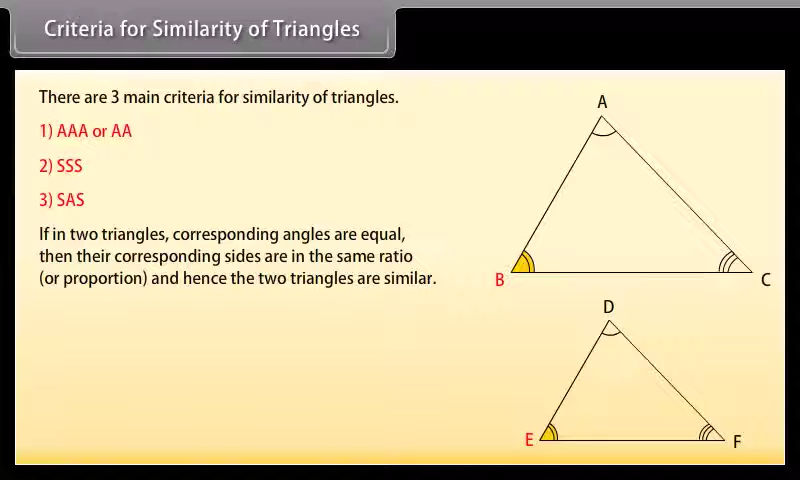 Criteria for Similarity of Triangles
There are 3 main criteria for similarity of triangles.
1) AAA or AA
2) SSS
3) SAS
If in two triangles, corresponding angles are equal,
then their corresponding sides are in the same ratio
(or proportion) and hence the two triangles are similar.
A
B
C
D
E
F